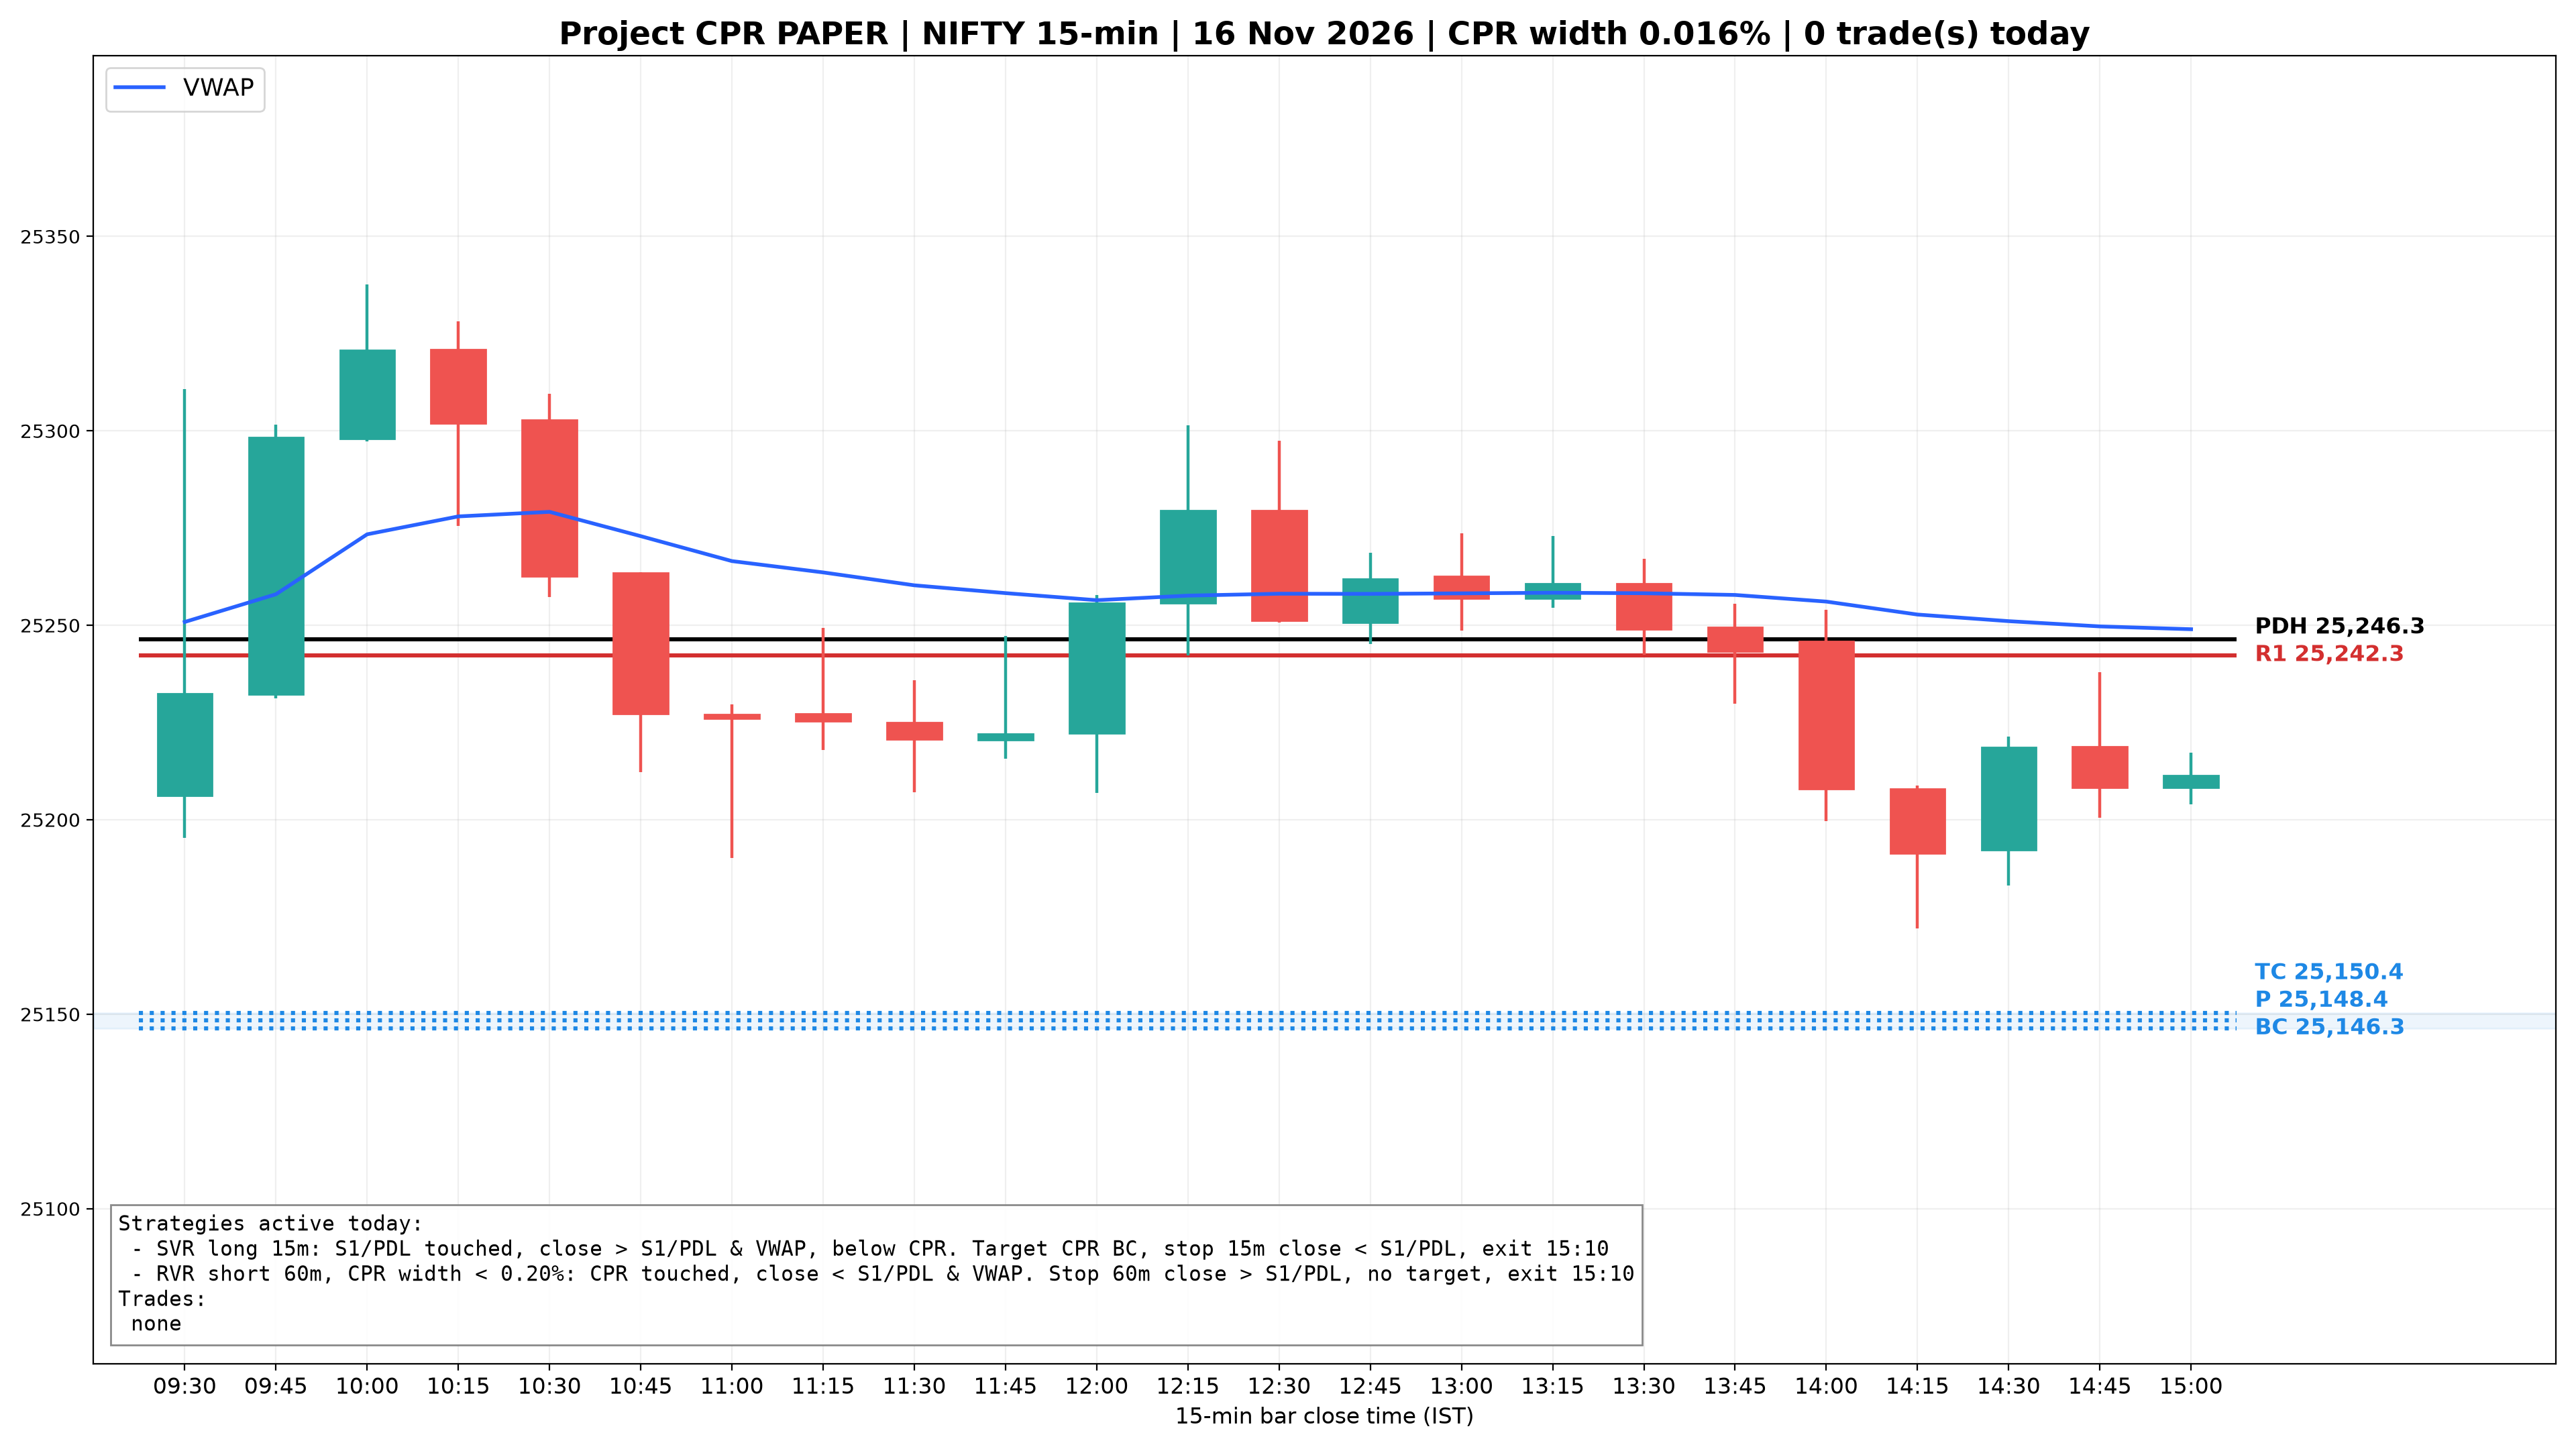 Project CPR PAPER | NIFTY 15-min | 16 Nov 2026 | CPR width 0.016% | 0 trade(s) today
VWAP
25350
25300
25250
25200
25150
25100
PDH 25,246.3
R1 25,242.3
TC 25,150.4
P 25,148.4
BC 25,146.3
Strategies active today:
- SVR long 15m: S1/PDL touched, close > S1/PDL & VWAP, below CPR. Target CPR BC, stop 15m close < S1/PDL, exit 15:10
- RVR short 60m, CPR width < 0.20%: CPR touched, close < S1/PDL & VWAP. Stop 60m close > S1/PDL, no target, exit 15:10
Trades:
none
09:30 09:45 10:00 10:15 10:30 10:45 11:00 11:15 11:30 11:45 12:00 12:15 12:30 12:45 13:00 13:15 13:30 13:45 14:00 14:15 14:30 14:45 15:00
15-min bar close time (IST)